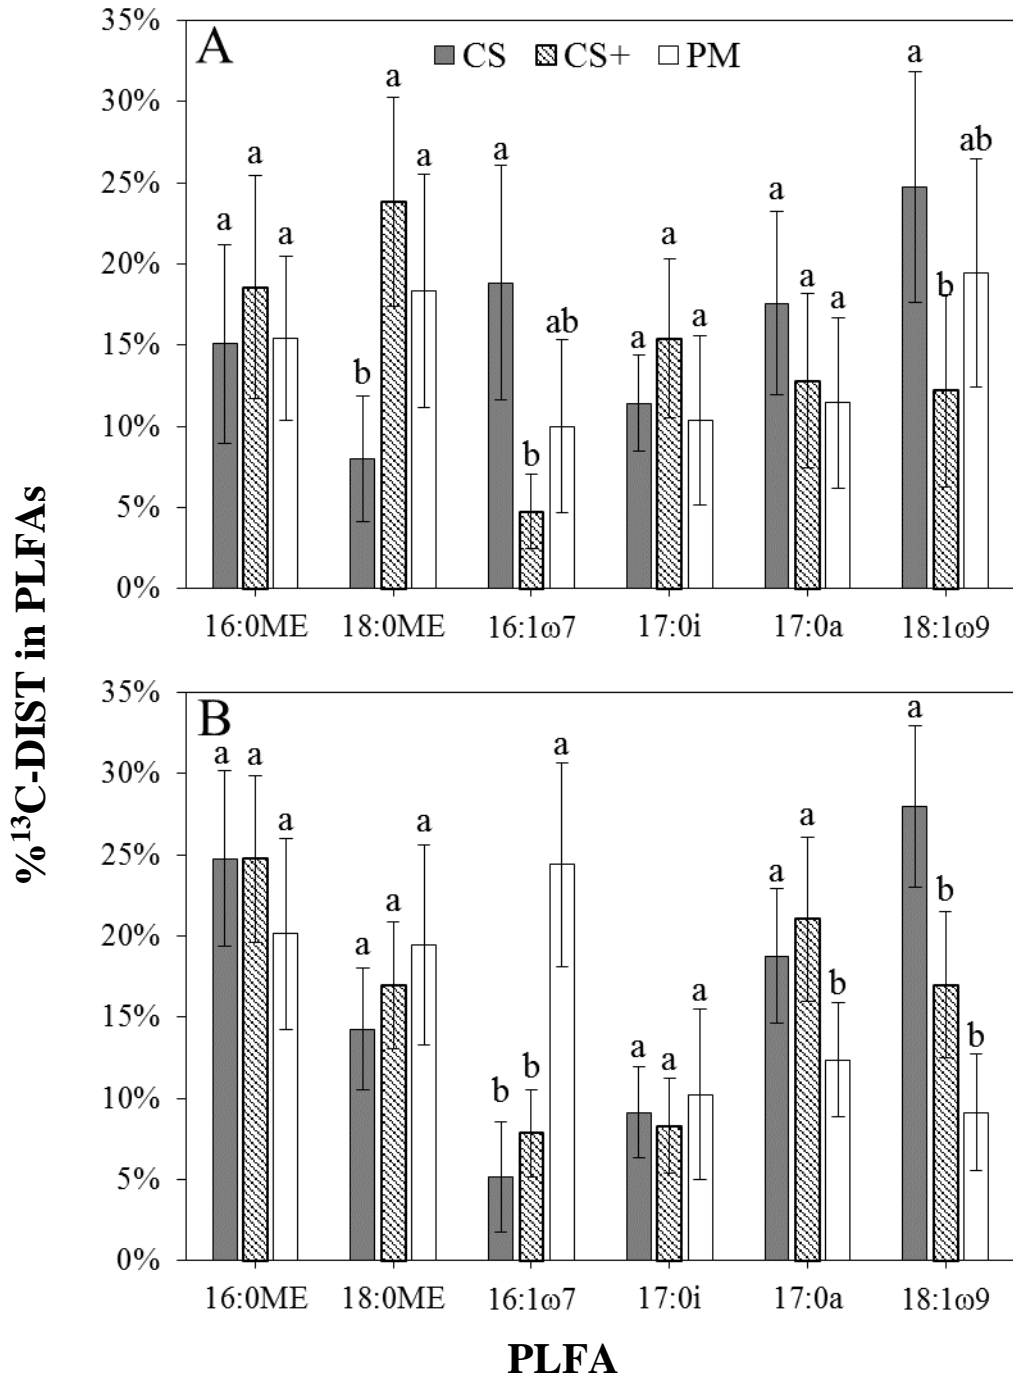 %¹³C-DIST in PLFAs
A
CS CS+ PM
35%
30%
25%
20%
15%
10%
5%
0%
a a a
b a a
a b ab
a a a
a a a
a b ab
16:0ME 18:0ME 16:1ω7 17:0i 17:0a 18:1ω9
B
35%
30%
25%
20%
15%
10%
5%
0%
a a a
a a a
b b a
a a a
a a b
a b b
16:0ME 18:0ME 16:1ω7 17:0i 17:0a 18:1ω9
PLFA